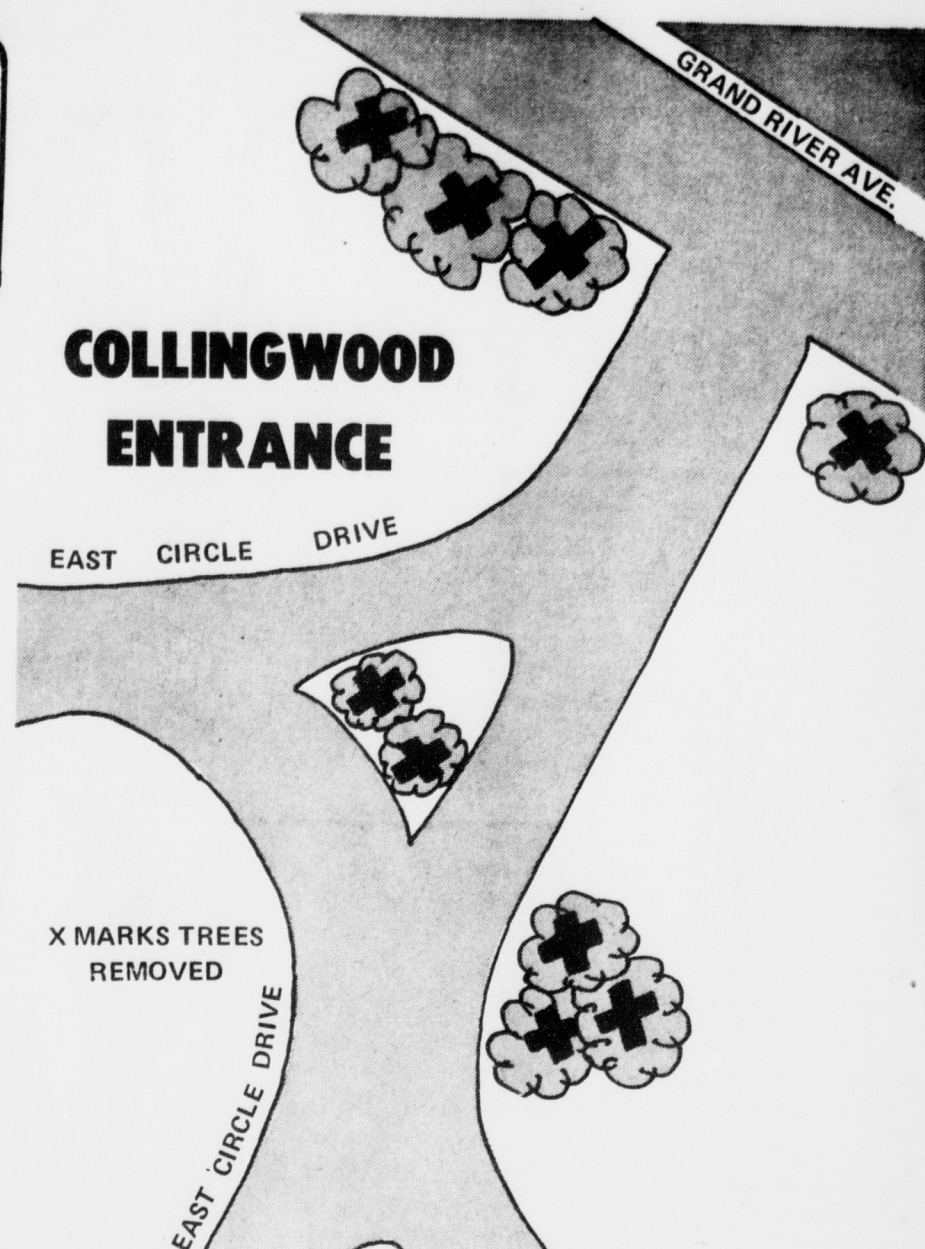 GRAND RIVER AVE.
COLLINGWOOD
ENTRANCE
EAST CIRCLE DRIVE
X MARKS TREES
REMOVED
EAST CIRCLE DRIVE